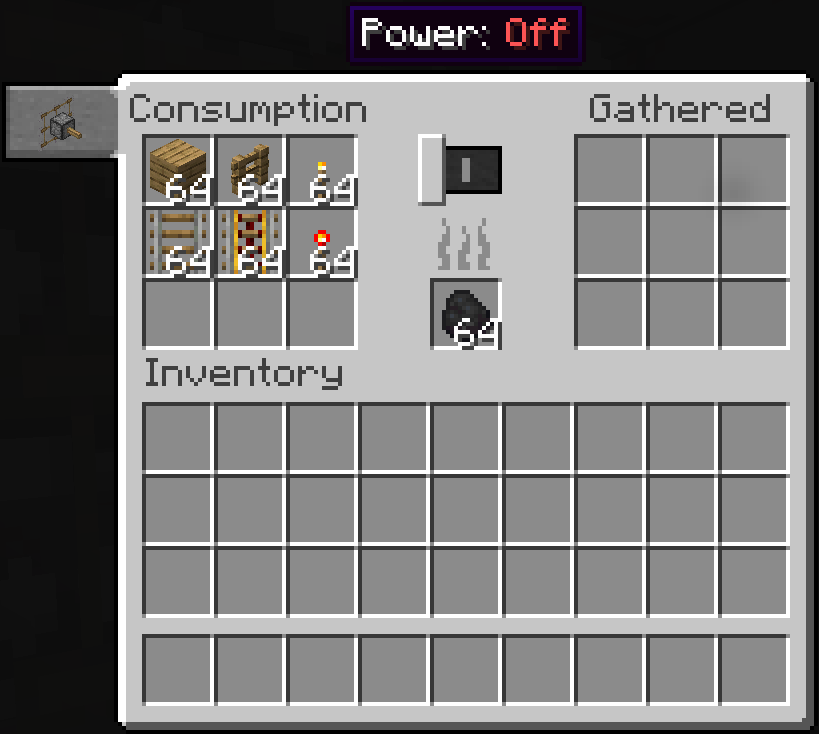 Power: Off
Consumption
Gathered
64 64 64
64 64 64
64
Inventory